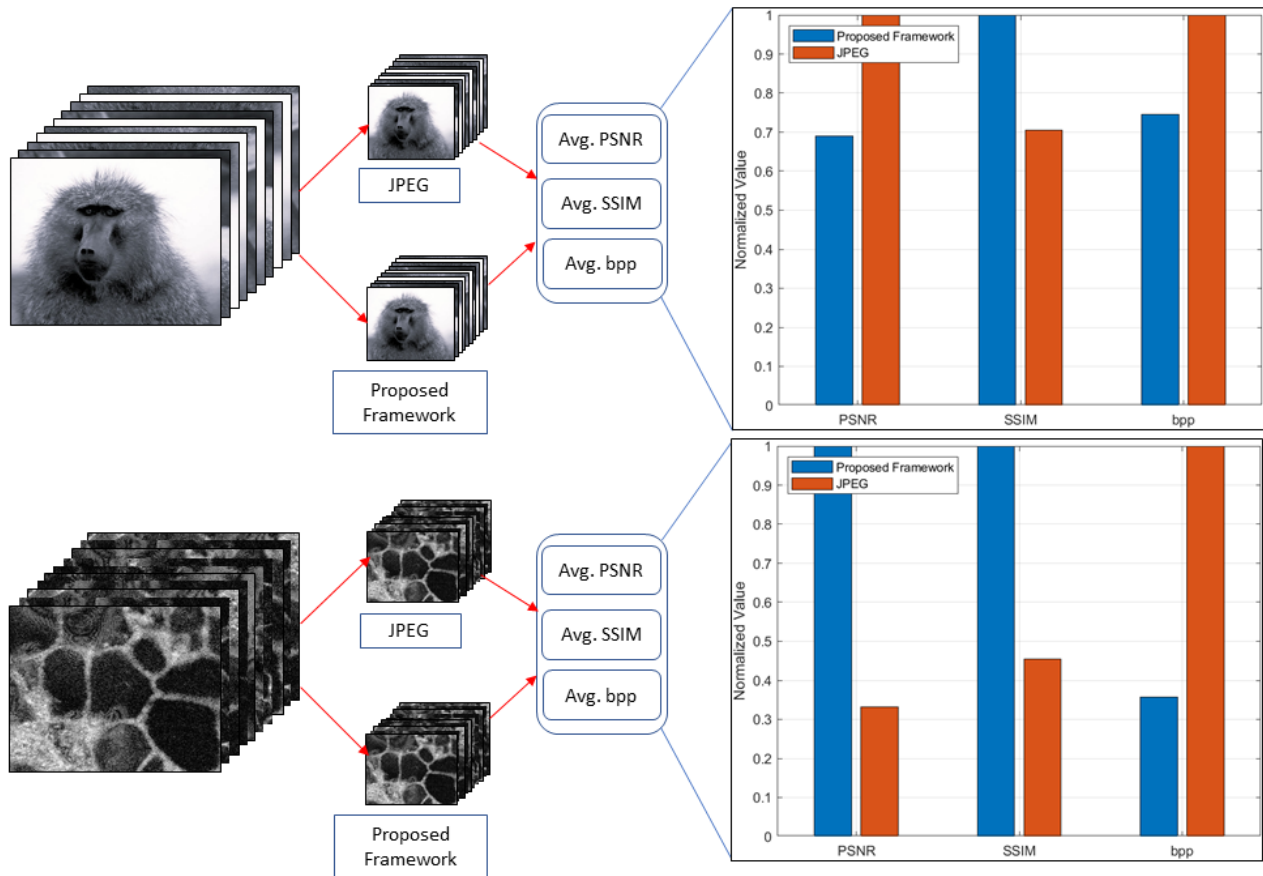 JPEG
Proposed
Framework
Avg. PSNR
Avg. SSIM
Avg. bpp
Proposed Framework
JPEG
Normalized Value
1
0.9
0.8
0.7
0.6
0.5
0.4
0.3
0.2
0.1
0
PSNR
SSIM
bpp
JPEG
Proposed
Framework
Avg. PSNR
Avg. SSIM
Avg. bpp
Proposed Framework
JPEG
Normalized Value
1
0.9
0.8
0.7
0.6
0.5
0.4
0.3
0.2
0.1
0
PSNR
SSIM
bpp